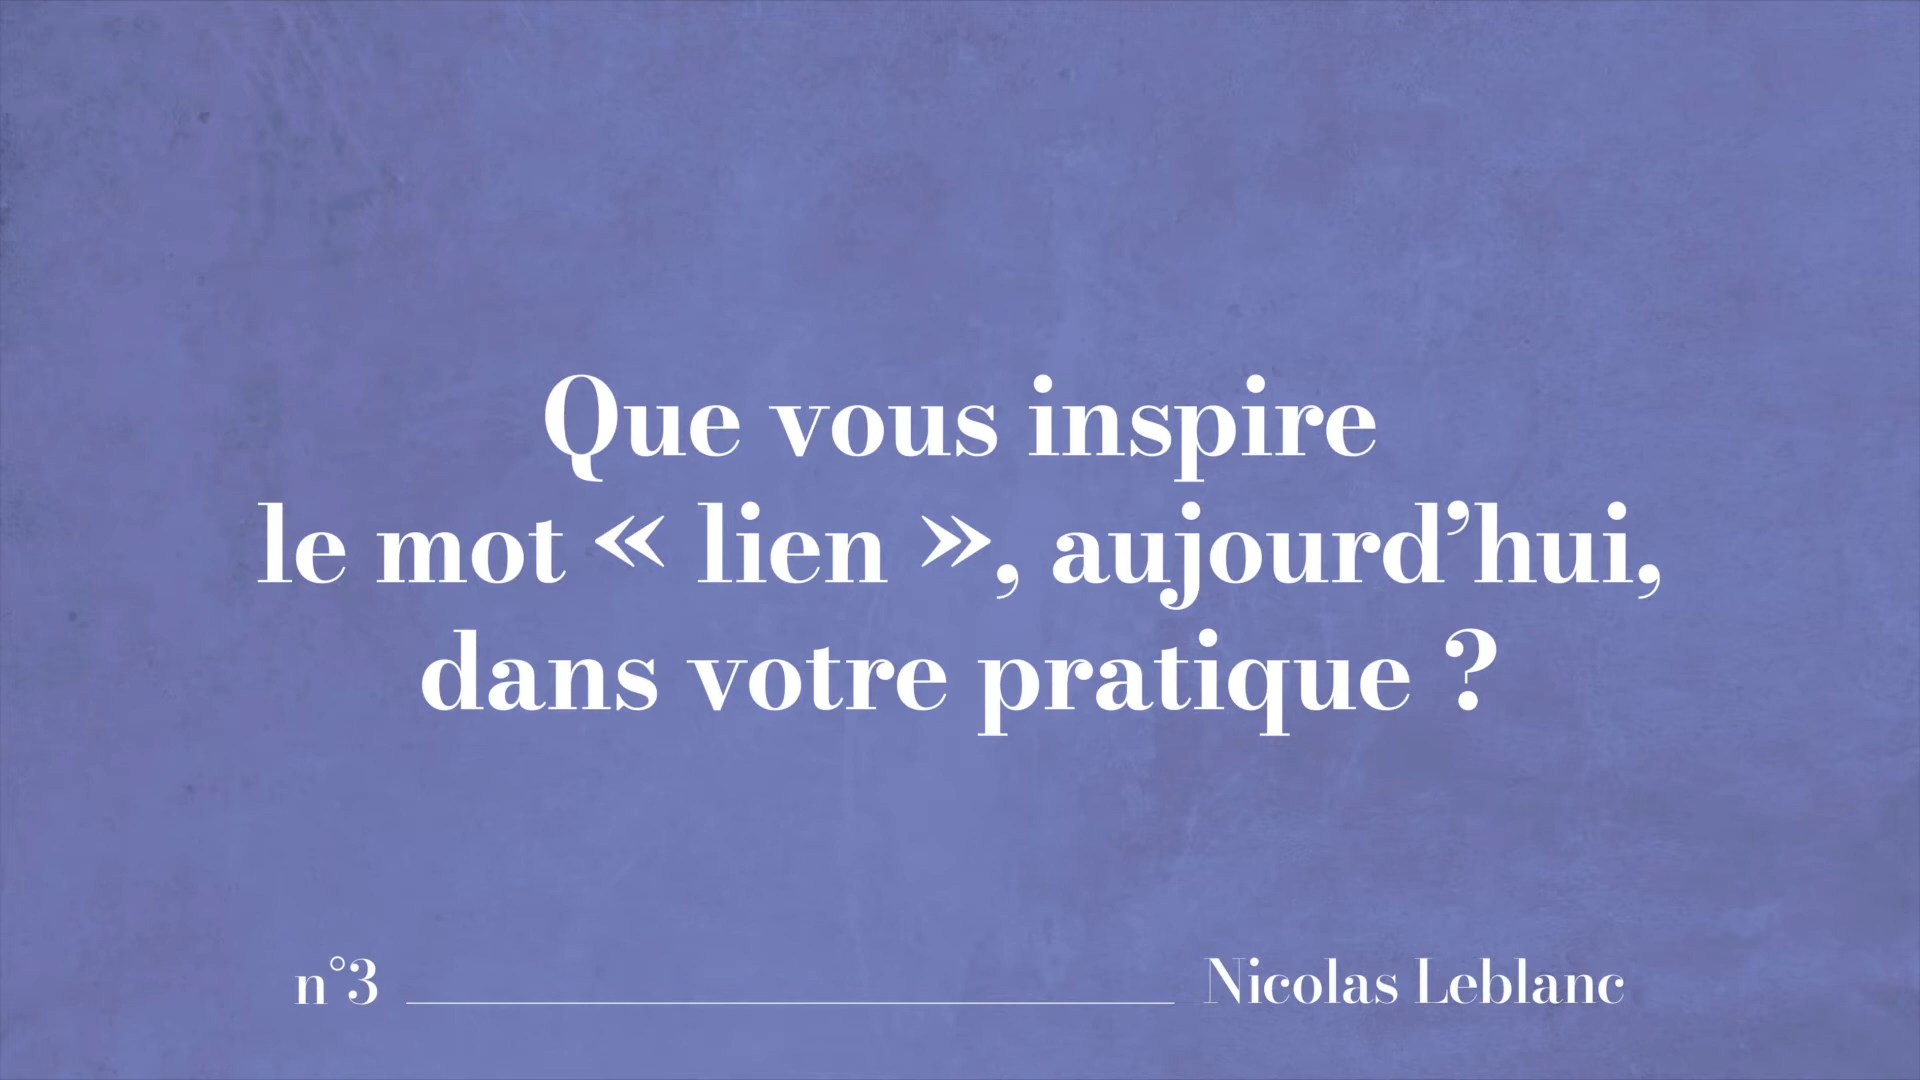 Que vous inspire
le mot « lien », aujourd’hui,
dans votre pratique ?
n°3 Nicolas Leblanc